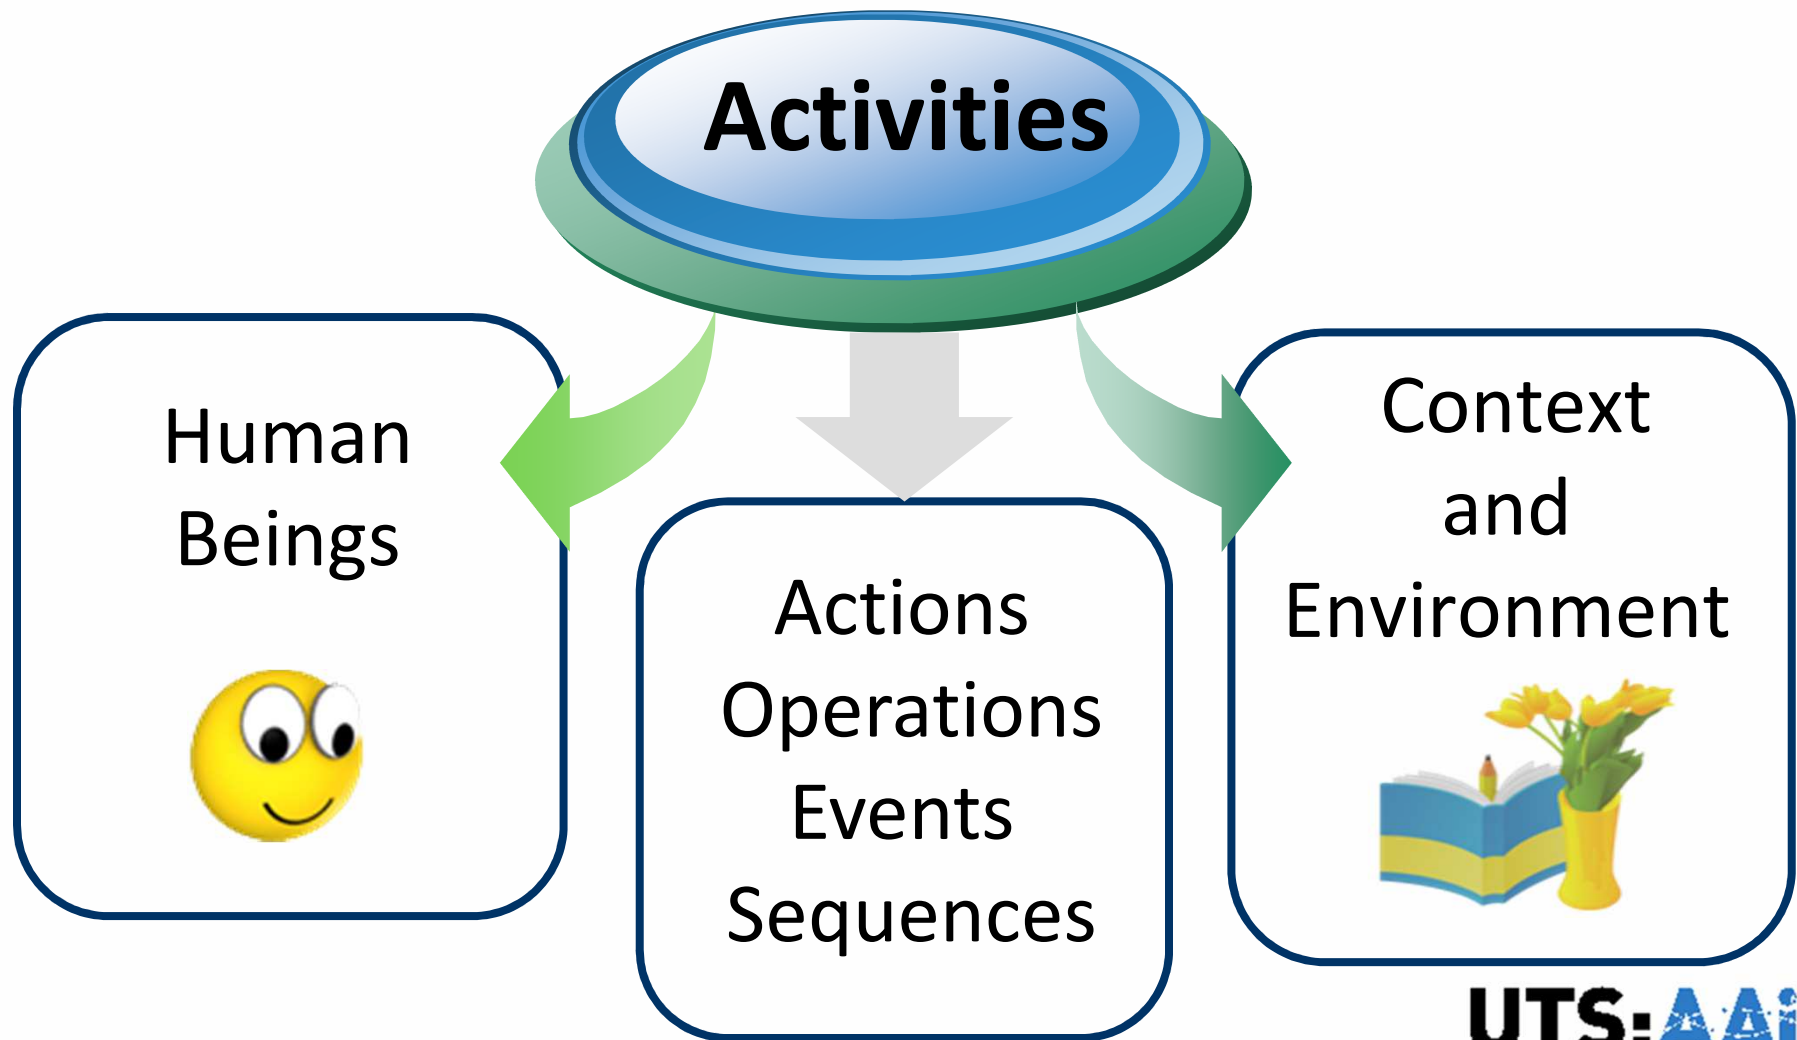 Activities
Human
Beings
Actions
Operations
Events
Sequences
Context
and
Environment
UTS:AAi